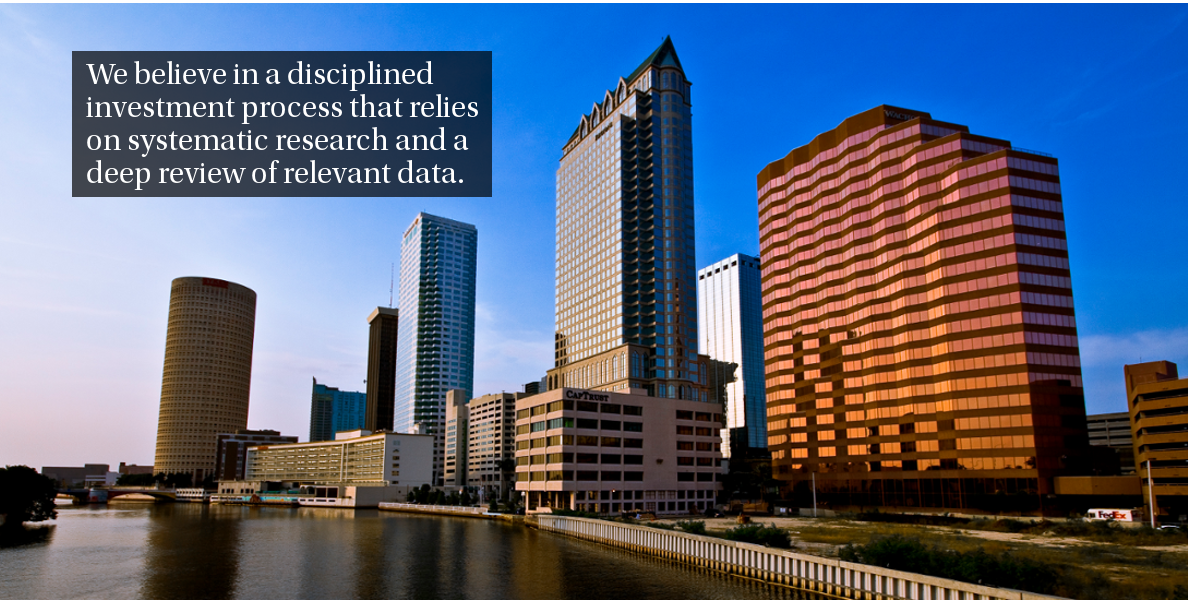 We believe in a disciplined
investment process that relies
on systematic research and a
deep review of relevant data.
CAPTRUST
FedEx